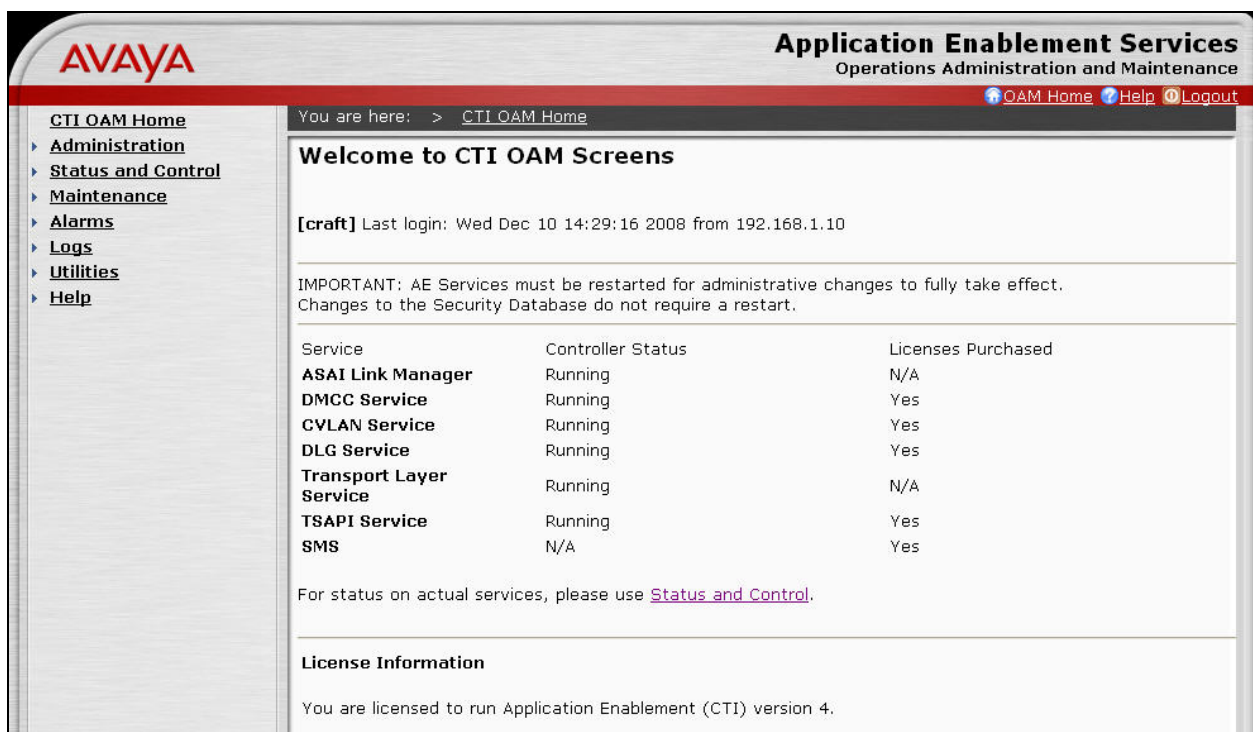 AVAYA
Application Enablement Services
Operations Administration and Maintenance
OAM Home Help Logout
CTI OAM Home
Administration
Status and Control
Maintenance
Alarms
Logs
Utilities
Help
You are here: > CTI OAM Home
Welcome to CTI OAM Screens
[craft] Last login: Wed Dec 10 14:29:16 2008 from 192.168.1.10
IMPORTANT: AE Services must be restarted for administrative changes to fully take effect.
Changes to the Security Database do not require a restart.
Service Controller Status Licenses Purchased
ASAI Link Manager Running N/A
DMCC Service Running Yes
CVLAN Service Running Yes
DLG Service Running Yes
Transport Layer
Service Running N/A
TSAPI Service Running Yes
SMS N/A Yes
For status on actual services, please use Status and Control.
License Information
You are licensed to run Application Enablement (CTI) version 4.